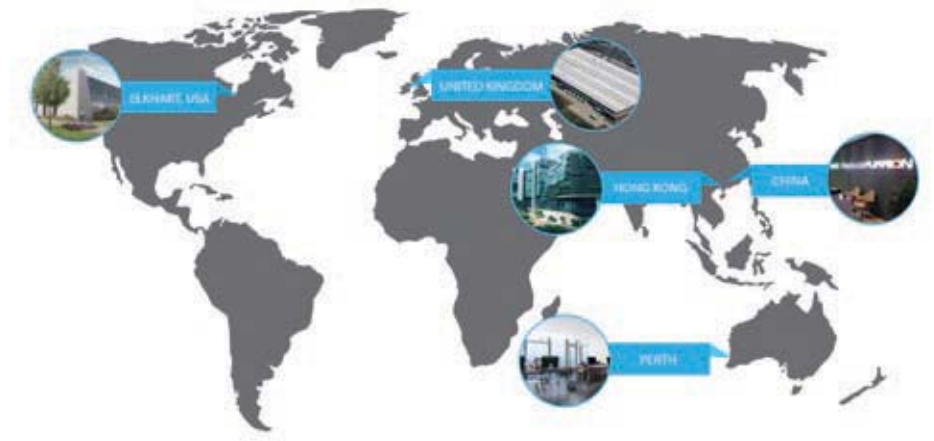 ELKHART, USA
UNITED KINGDOM
HONG KONG
CHINA
PERTH